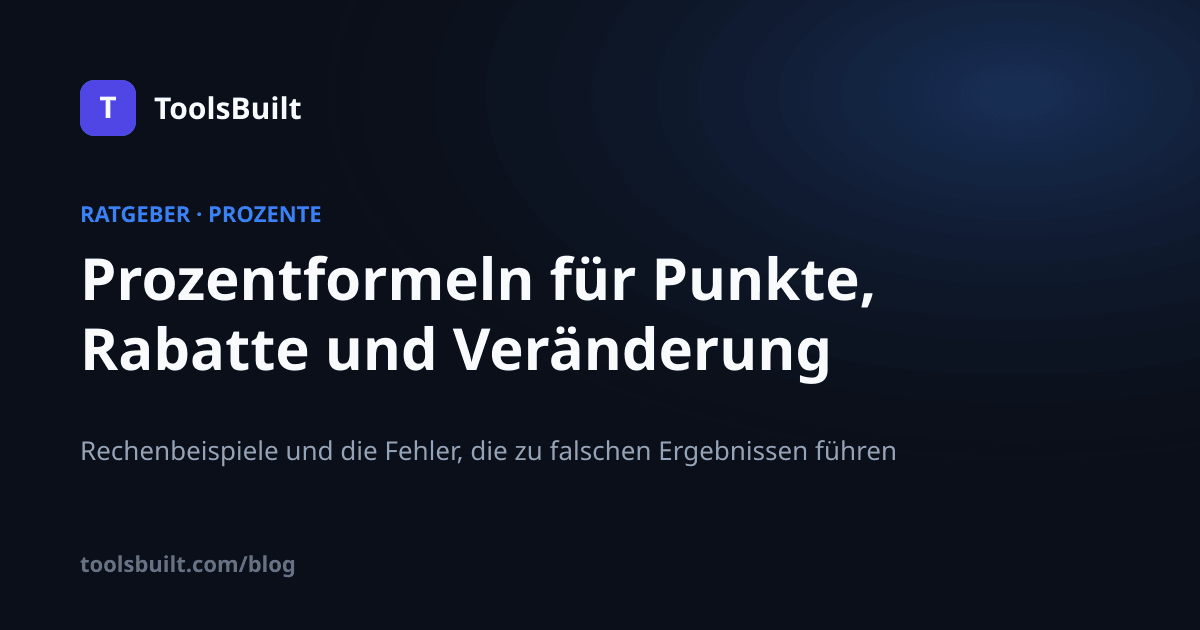 T
ToolsBuilt
RATGEBER · PROZENTE
Prozentformeln für Punkte,
Rabatte und Veränderung
Rechenbeispiele und die Fehler, die zu falschen Ergebnissen führen
toolsbuilt.com/blog